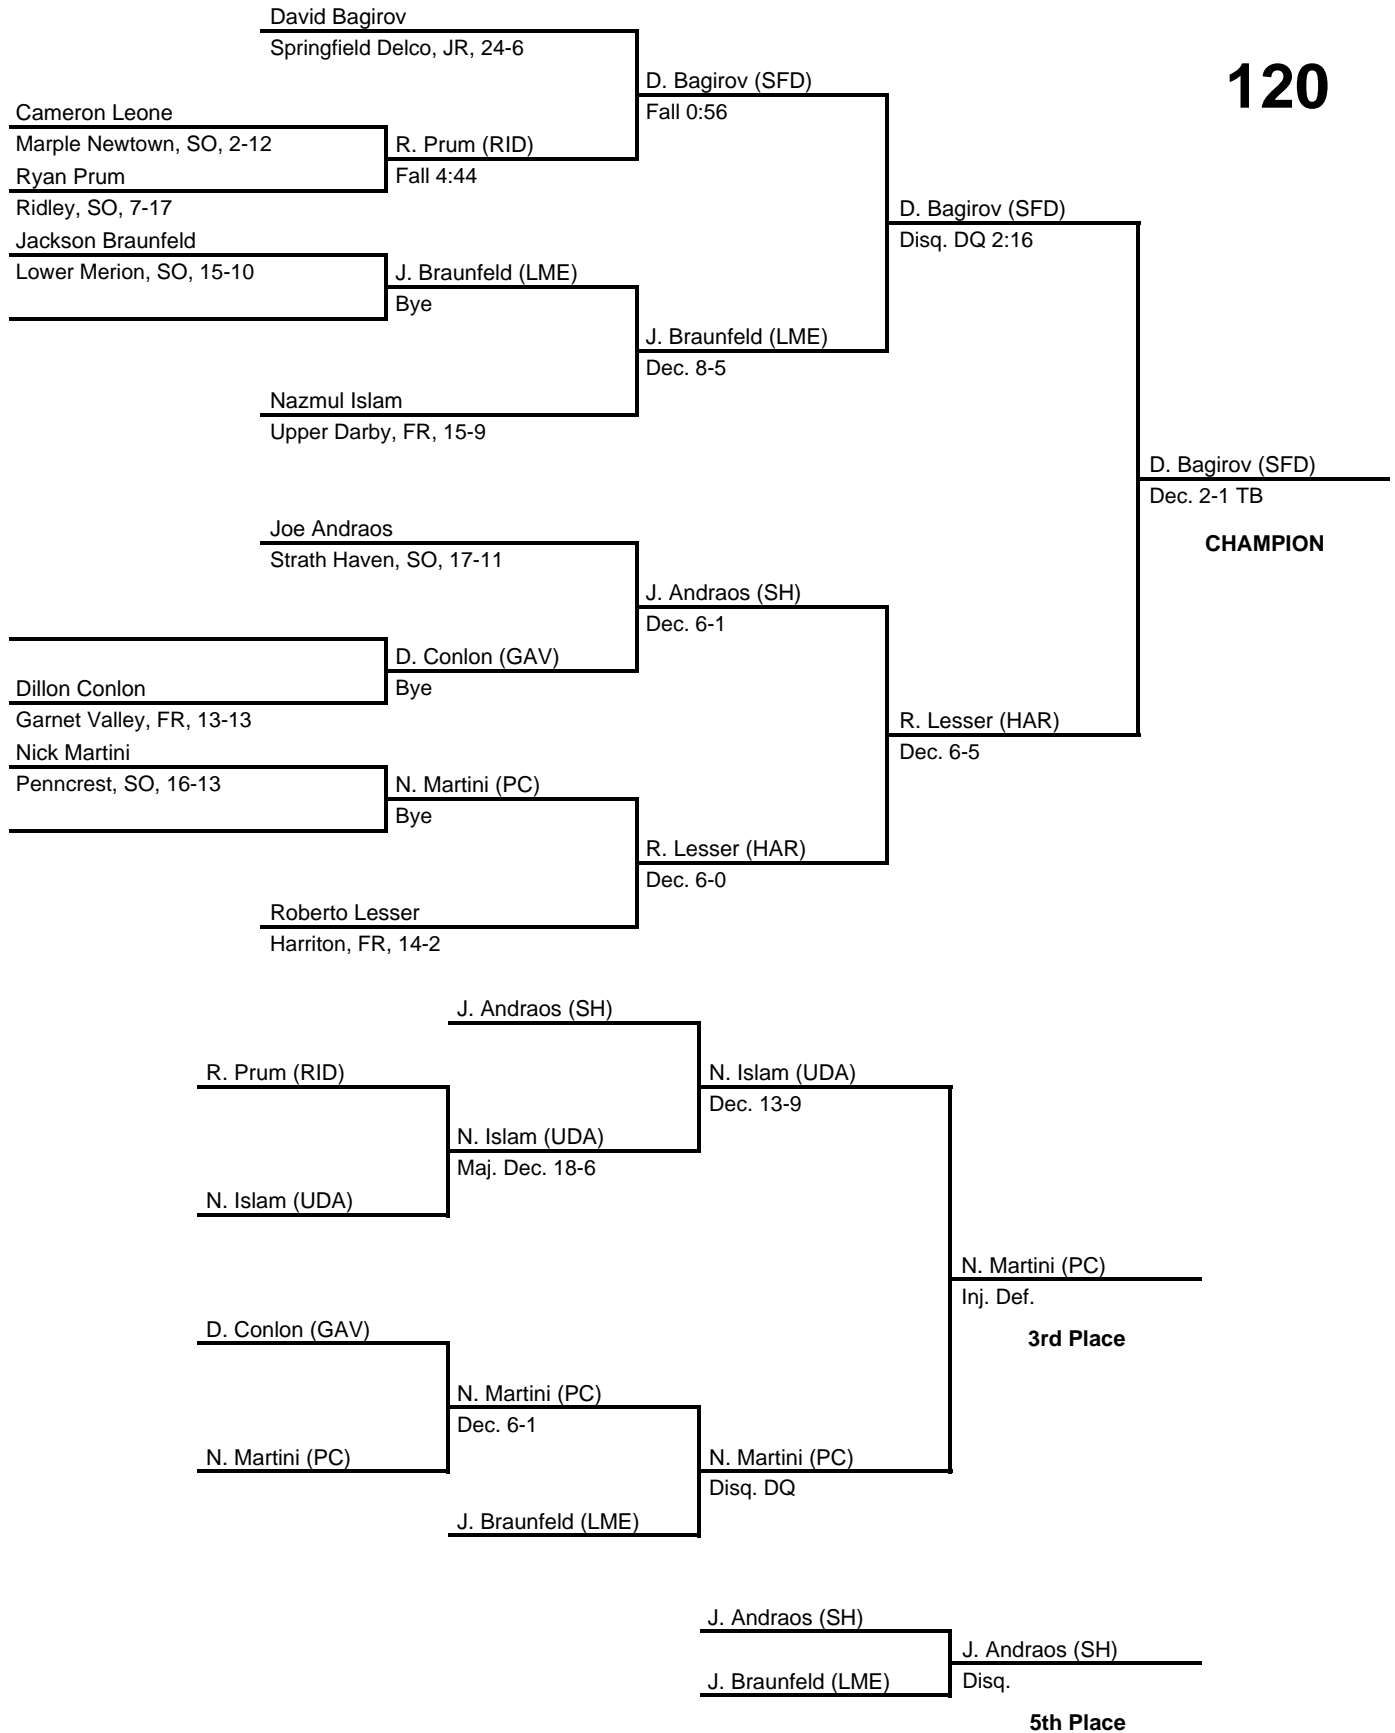 David Bagirov
Springfield Delco, JR, 24-6
120
D. Bagirov (SFD)
Fall 0:56
Cameron Leone
Marple Newtown, SO, 2-12
R. Prum (RID)
Fall 4:44
Ryan Prum
Ridley, SO, 7-17
D. Bagirov (SFD)
Disq. DQ 2:16
Jackson Braunfeld
Lower Merion, SO, 15-10
J. Braunfeld (LME)
Bye
J. Braunfeld (LME)
Dec. 8-5
Nazmul Islam
Upper Darby, FR, 15-9
D. Bagirov (SFD)
Dec. 2-1 TB
CHAMPION
Joe Andraos
Strath Haven, SO, 17-11
J. Andraos (SH)
Dec. 6-1
D. Conlon (GAV)
Bye
Dillon Conlon
Garnet Valley, FR, 13-13
R. Lesser (HAR)
Dec. 6-5
Nick Martini
Penncrest, SO, 16-13
N. Martini (PC)
Bye
R. Lesser (HAR)
Dec. 6-0
Roberto Lesser
Harriton, FR, 14-2
J. Andraos (SH)
R. Prum (RID)
N. Islam (UDA)
Dec. 13-9
N. Islam (UDA)
Maj. Dec. 18-6
N. Islam (UDA)
N. Martini (PC)
Inj. Def.
3rd Place
D. Conlon (GAV)
N. Martini (PC)
Dec. 6-1
N. Martini (PC)
N. Martini (PC)
Disq. DQ
J. Braunfeld (LME)
J. Andraos (SH)
J. Andraos (SH)
Disq.
J. Braunfeld (LME)
5th Place